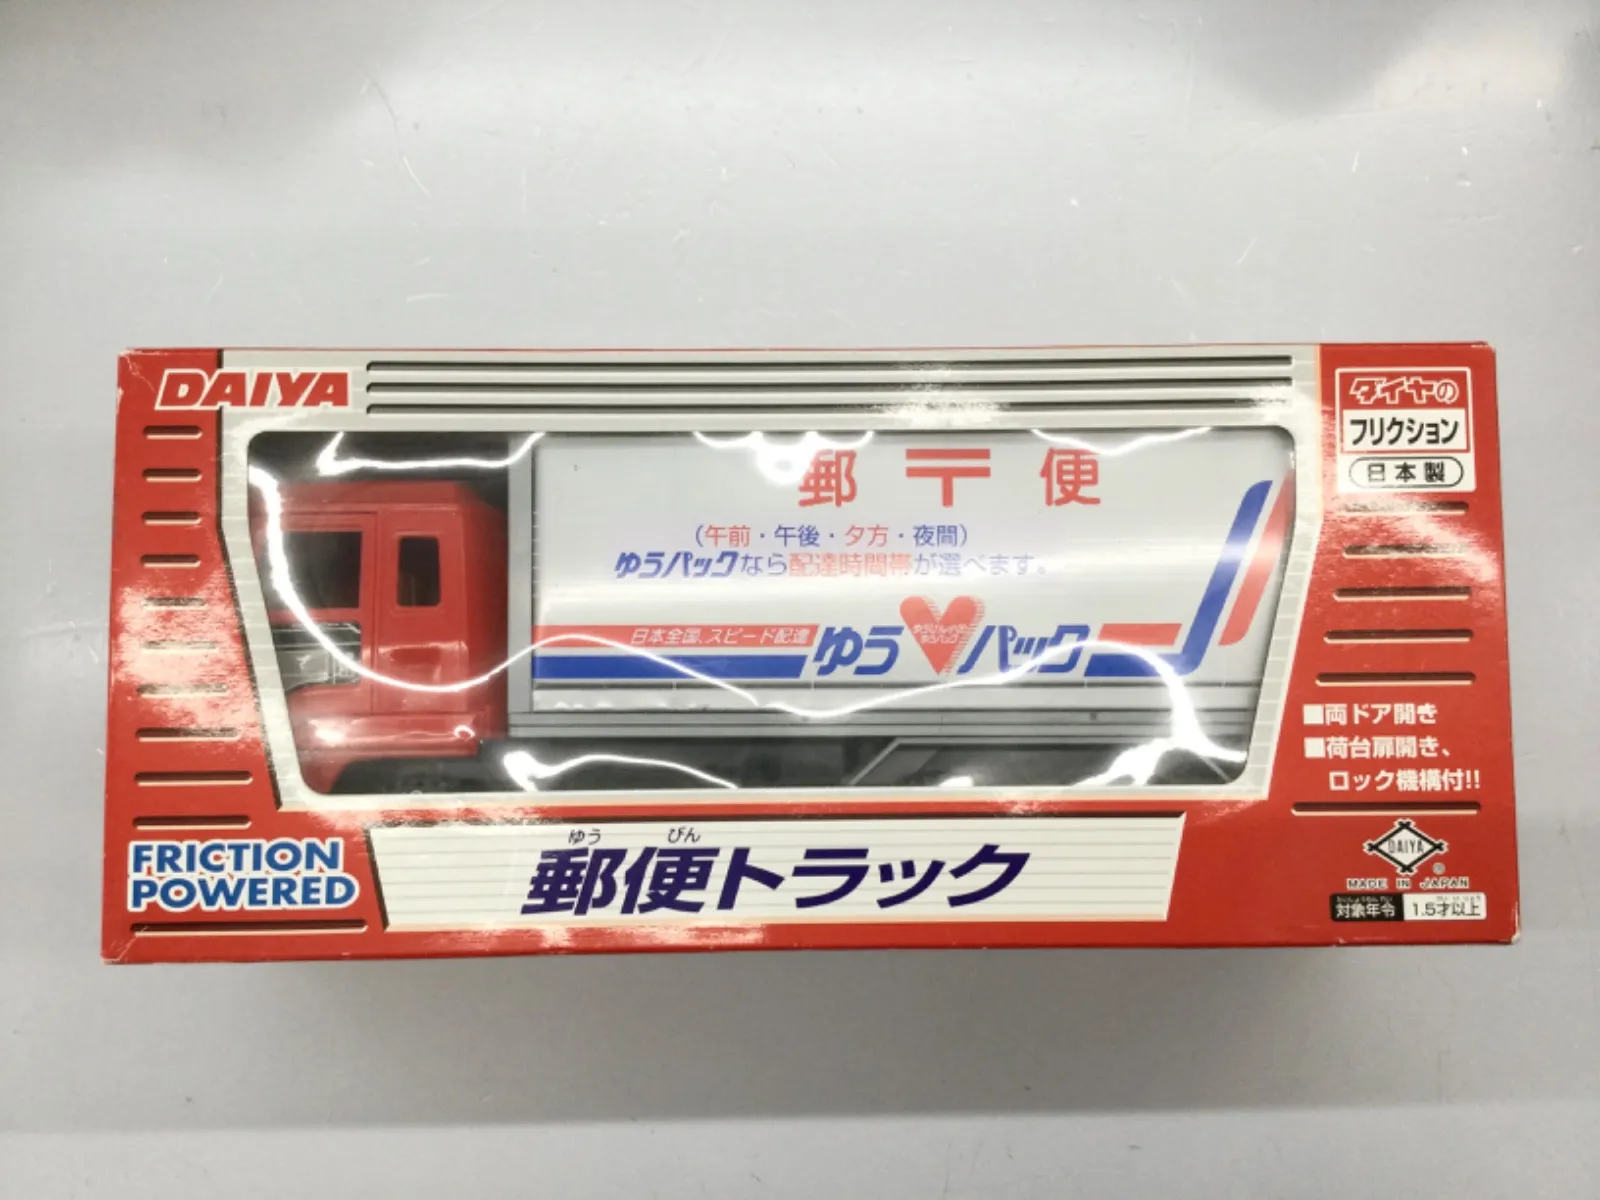 DAIYA
ダイヤの
フリクション
日本製
郵〒便
(午前・午後・夕方・夜間)
ゆうパックなら配達時間帯が選べます。
日本全国、スピード配達
ゆうパック
■両ドア開き
■荷台扉開き、
ロック機構付!!
FRICTION
POWERED
ゆう びん
郵便トラック
DAIYA
®
MADE IN JAPAN
対象年令 1.5才以上